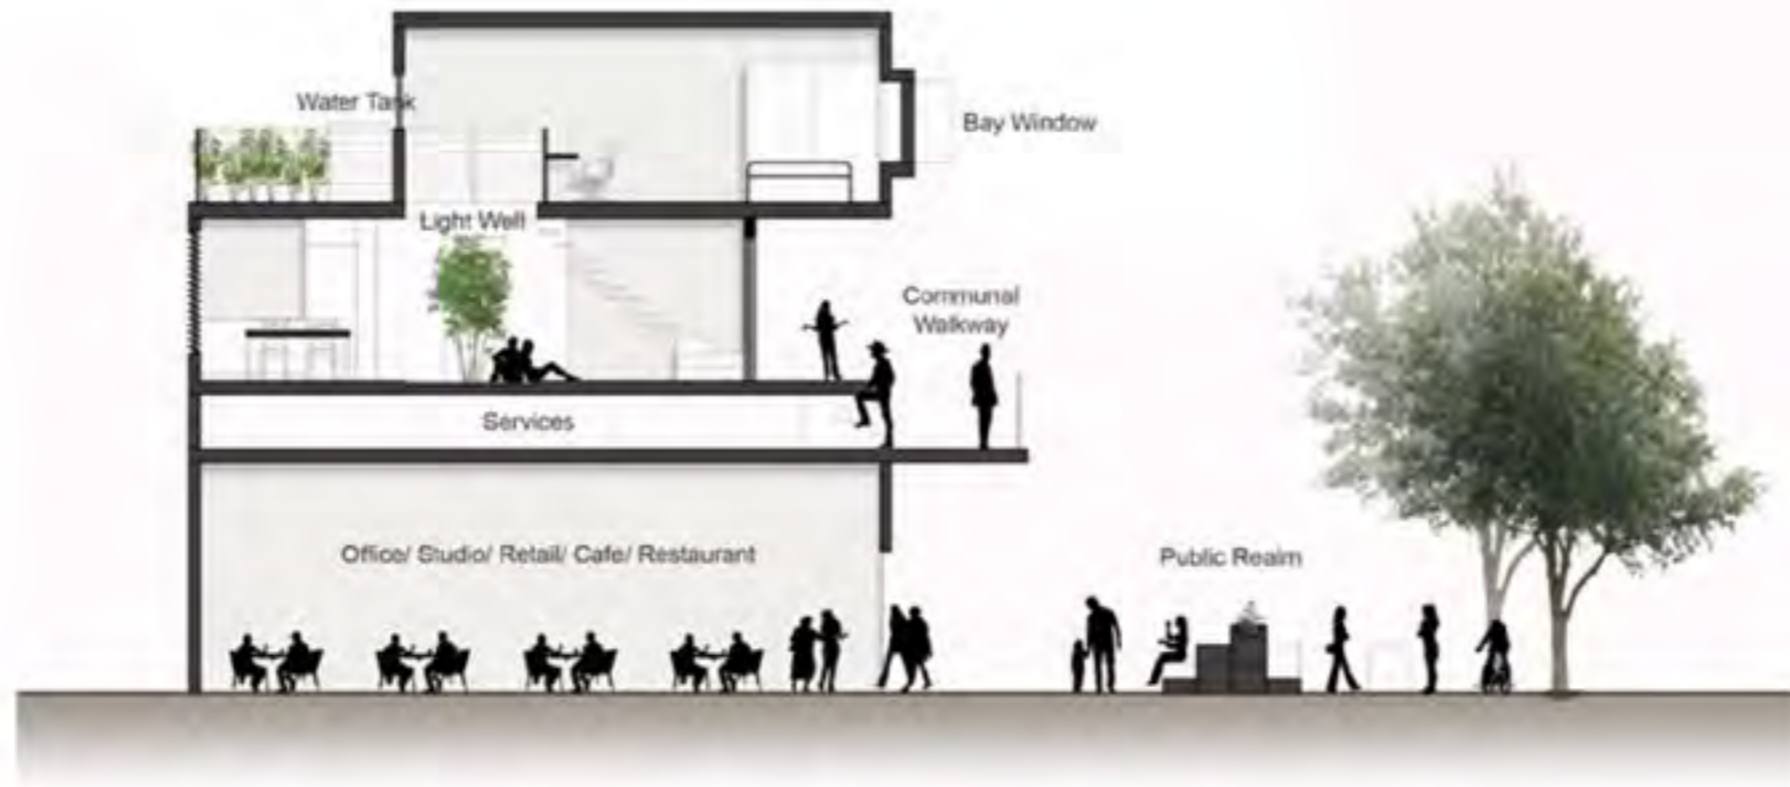 Water Tank
Bay Window
Light Well
Communal
Walkway
Services
Office/ Studio/ Retail/ Cafe/ Restaurant
Public Realm